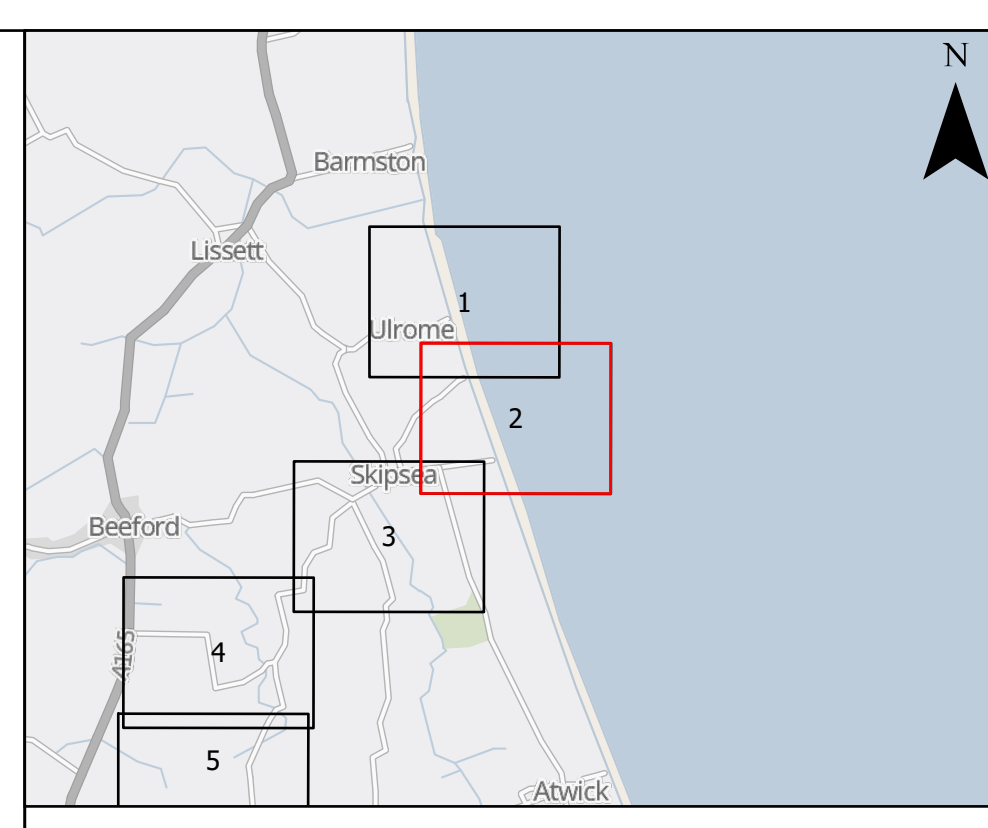 N
Barmston
Lissett
1
Ulrome
2
Skipsea
Beeford
3
A165
4
5
Atwick